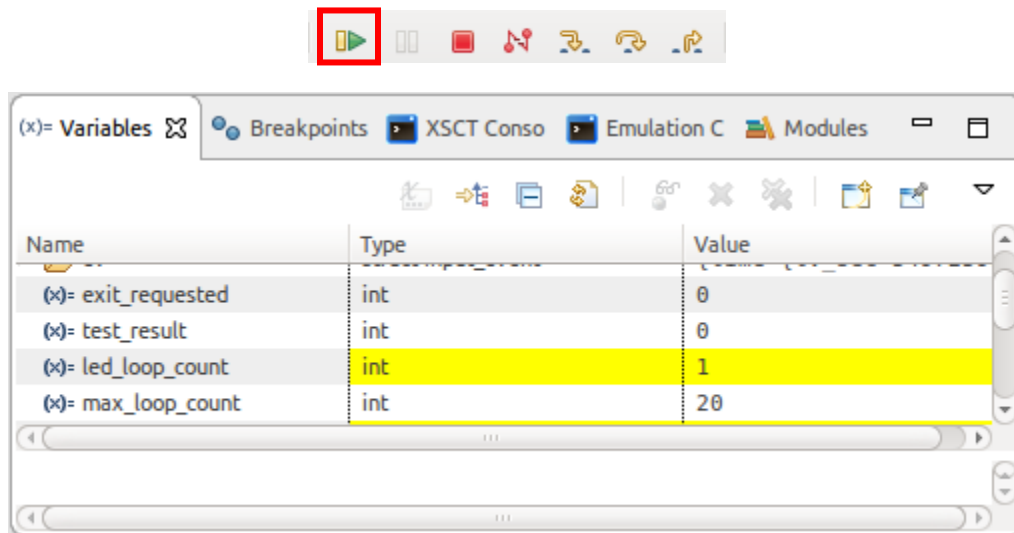 (x)= Variables Breakpoints XSCT Conso Emulation C Modules
Name Type Value
(x)= exit_requested int 0
(x)= test_result int 0
(x)= led_loop_count int 1
(x)= max_loop_count int 20